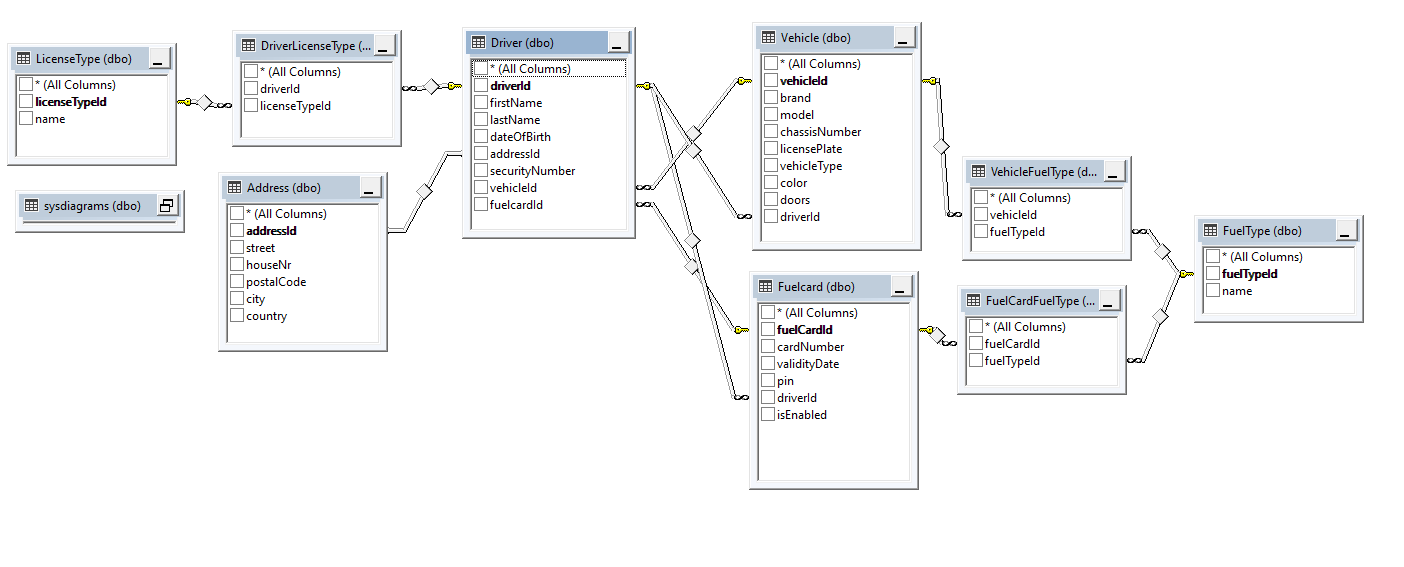 LicenseType (dbo)
* (All Columns)
licenseTypeId
name
sysdiagrams (dbo)
DriverLicenseType (...
* (All Columns)
driverId
licenseTypeId
Address (dbo)
* (All Columns)
addressId
street
houseNr
postalCode
city
country
Driver (dbo)
* (All Columns)
driverId
firstName
lastName
dateOfBirth
addressId
securityNumber
vehicleId
fuelcardId
Vehicle (dbo)
* (All Columns)
vehicleId
brand
model
chassisNumber
licensePlate
vehicleType
color
doors
driverId
Fuelcard (dbo)
* (All Columns)
fuelCardId
cardNumber
validityDate
pin
driverId
isEnabled
VehicleFuelType (d...
* (All Columns)
vehicleId
fuelTypeId
FuelCardFuelType (...
* (All Columns)
fuelCardId
fuelTypeId
FuelType (dbo)
* (All Columns)
fuelTypeId
name